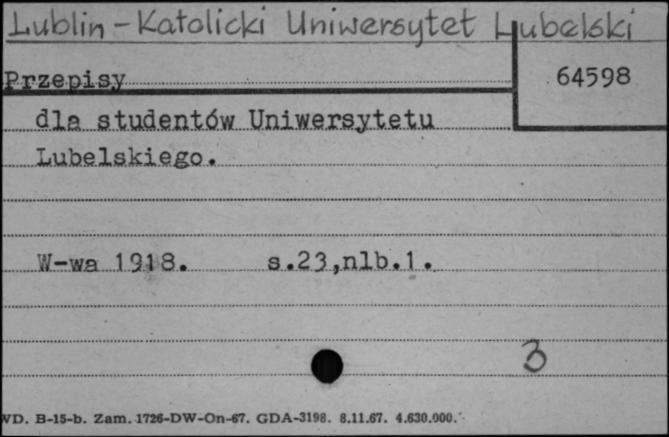 Lublin - Katolicki Uniwersytet Lubelski
Przepisy 64598
dla studentów Uniwersytetu
Lubelskiego.
W-wa 1918. s.23,nlb.1.
3
WD. B-15-b. Zam. 1726-DW-On-67. GDA-3198. 8.11.67. 4.630.000.